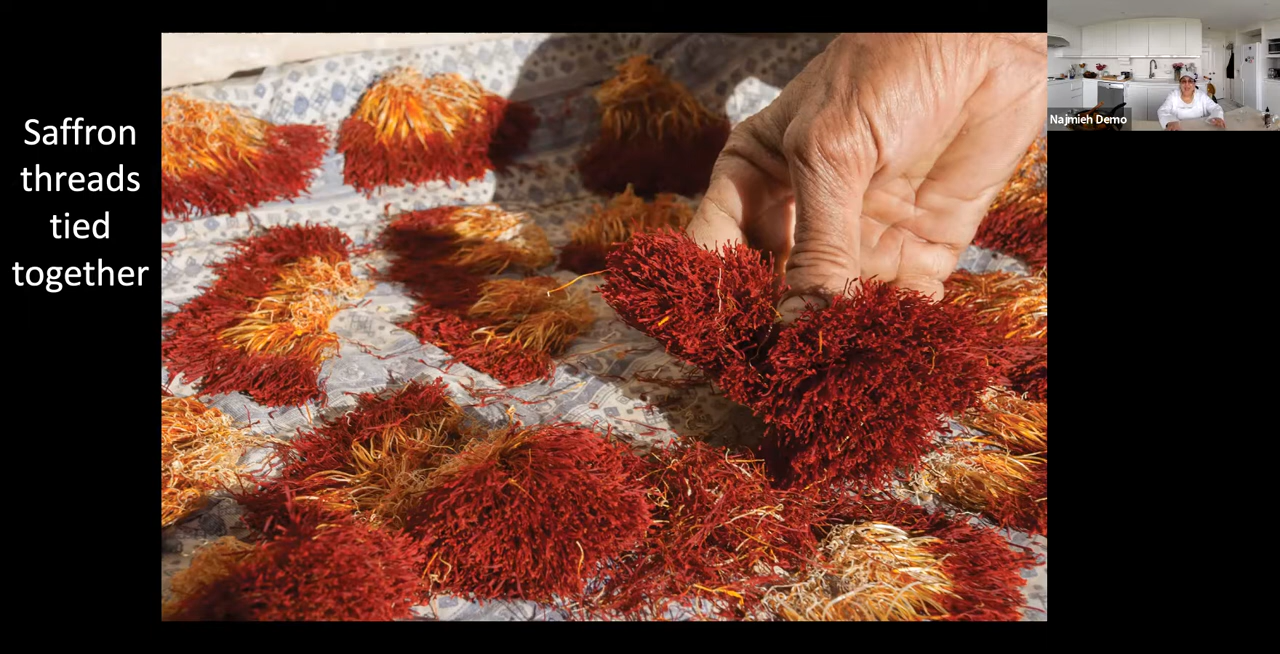 Saffron
threads
tied
together
Najmieh Demo